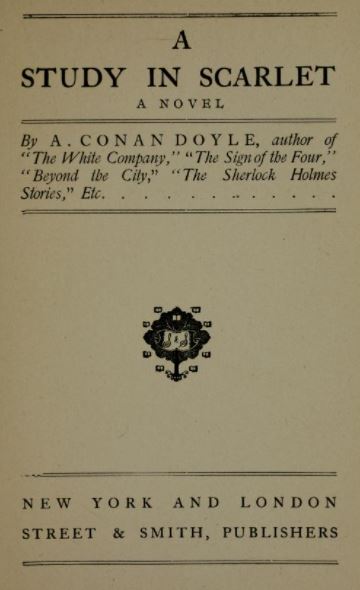 A
STUDY IN SCARLET
A NOVEL
By A. CONAN DOYLE, author of
"The White Company," "The Sign of the Four,"
"Beyond the City," "The Sherlock Holmes
Stories," Etc. . . . . . . . . . . . .
S & S
NEW YORK AND LONDON
STREET & SMITH, PUBLISHERS